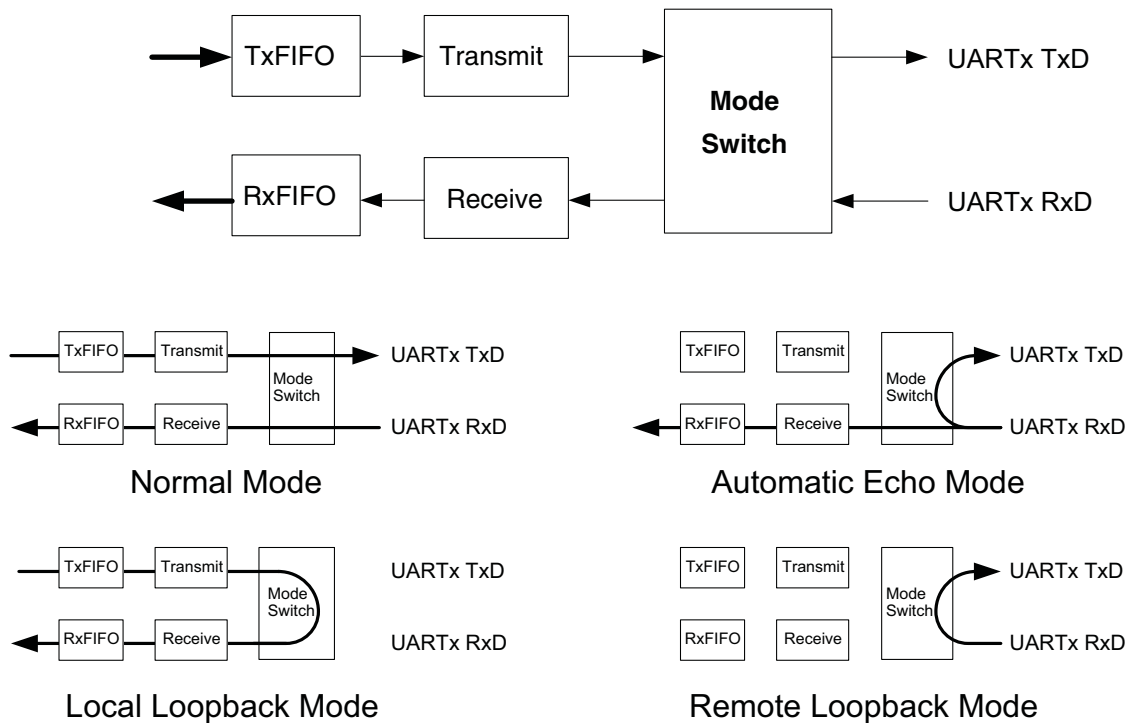 TxFIFO
Transmit
Mode
Switch
UARTx TxD
RxFIFO
Receive
UARTx RxD
TxFIFO
Transmit
Mode
Switch
UARTx TxD
RxFIFO
Receive
UARTx RxD
Normal Mode
TxFIFO
Transmit
Mode
Switch
UARTx TxD
RxFIFO
Receive
UARTx RxD
Automatic Echo Mode
TxFIFO
Transmit
Mode
Switch
UARTx TxD
RxFIFO
Receive
UARTx RxD
Local Loopback Mode
TxFIFO
Transmit
Mode
Switch
UARTx TxD
RxFIFO
Receive
UARTx RxD
Remote Loopback Mode